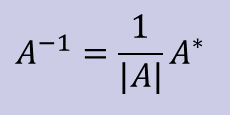 A⁻¹ = 1/|A| A*